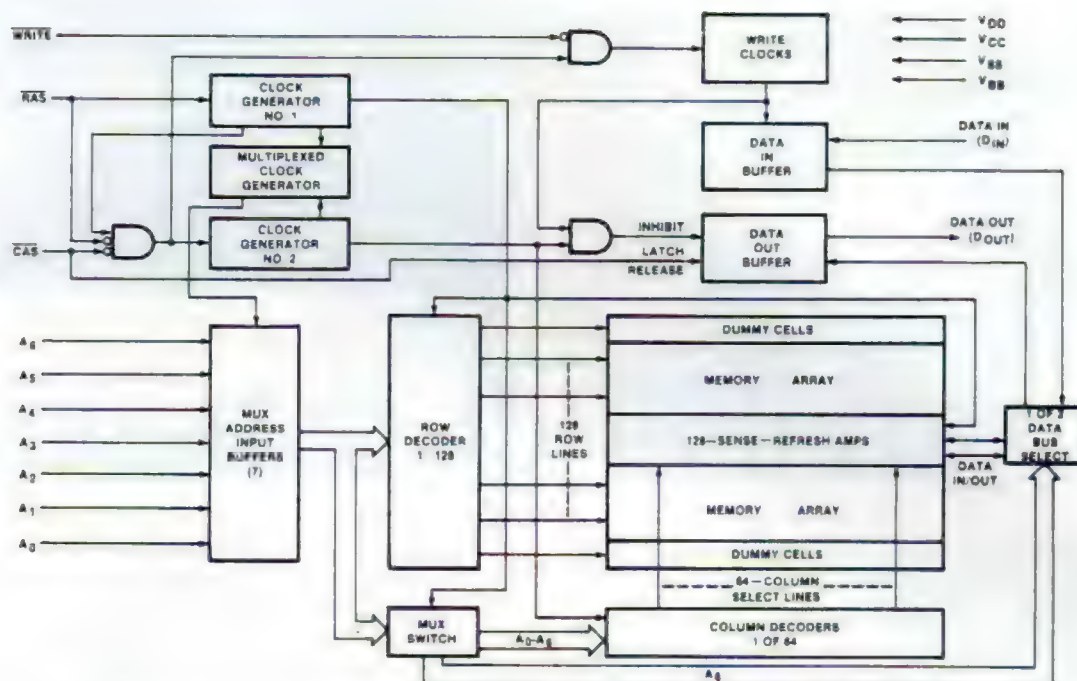 WRITE
RAS
CAS
CLOCK
GENERATOR
NO. 1
MULTIPLEXED
CLOCK
GENERATOR
CLOCK
GENERATOR
NO. 2
WRITE
CLOCKS
VDD
VCC
VSS
VBB
DATA
IN
BUFFER
DATA IN
(DIN)
INHIBIT
LATCH
RELEASE
DATA
OUT
BUFFER
DATA OUT
(DOUT)
A6
A5
A4
A3
A2
A1
A0
MUX
ADDRESS
INPUT
BUFFERS
(7)
ROW
DECODER
1 128
128
ROW
LINES
DUMMY CELLS
MEMORY ARRAY
128—SENSE—REFRESH AMPS
MEMORY ARRAY
DUMMY CELLS
1 OF 2
DATA
BUS
SELECT
DATA
IN/OUT
64—COLUMN
SELECT LINES
MUX
SWITCH
A0-A6
COLUMN DECODERS
1 OF 64
A6